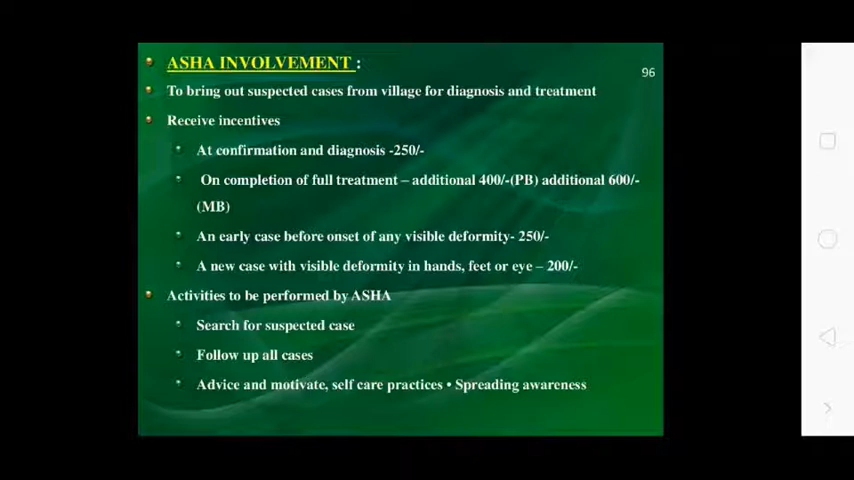 ASHA INVOLVEMENT :
96
To bring out suspected cases from village for diagnosis and treatment
Receive incentives
At confirmation and diagnosis -250/-
On completion of full treatment – additional 400/-(PB) additional 600/-
(MB)
An early case before onset of any visible deformity- 250/-
A new case with visible deformity in hands, feet or eye – 200/-
Activities to be performed by ASHA
Search for suspected case
Follow up all cases
Advice and motivate, self care practices • Spreading awareness